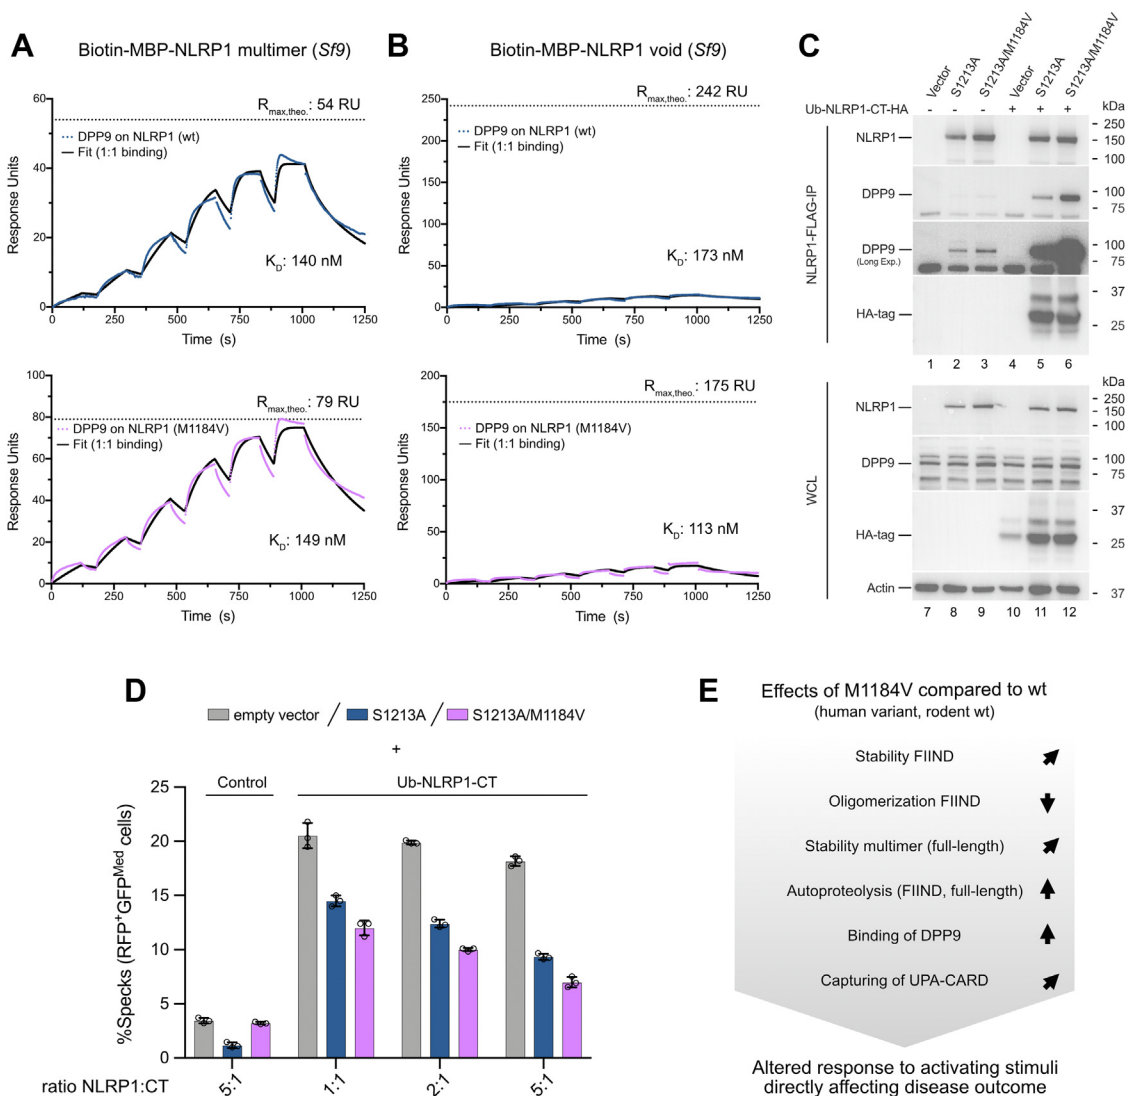 A
Biotin-MBP-NLRP1 multimer (Sf9)
Rmax,theo.: 54 RU
DPP9 on NLRP1 (wt)
Fit (1:1 binding)
KD: 140 nM
Response Units
60
40
20
0
0 250 500 750 1000 1250
Time (s)
Rmax,theo.: 79 RU
DPP9 on NLRP1 (M1184V)
Fit (1:1 binding)
KD: 149 nM
Response Units
100
80
60
40
20
0
0 250 500 750 1000 1250
Time (s)
B
Biotin-MBP-NLRP1 void (Sf9)
Rmax,theo.: 242 RU
DPP9 on NLRP1 (wt)
Fit (1:1 binding)
KD: 173 nM
Response Units
250
200
150
100
50
0
0 250 500 750 1000 1250
Time (s)
Rmax,theo.: 175 RU
DPP9 on NLRP1 (M1184V)
Fit (1:1 binding)
KD: 113 nM
Response Units
200
150
100
50
0
0 250 500 750 1000 1250
Time (s)
C
Vector S1213A S1213A/M1184V Vector S1213A S1213A/M1184V
Ub-NLRP1-CT-HA - - - + + + kDa
NLRP1-FLAG-IP
NLRP1
250
150
100
DPP9
100
75
DPP9
(Long Exp.)
100
75
HA-tag
37
25
1 2 3 4 5 6
kDa
WCL
NLRP1
250
150
100
DPP9
100
75
HA-tag
37
25
Actin
37
7 8 9 10 11 12
D
empty vector / S1213A / S1213A/M1184V
+
Control Ub-NLRP1-CT
%Specks (RFP+GFPMed cells)
25
20
15
10
5
0
ratio NLRP1:CT 5:1 1:1 2:1 5:1
E
Effects of M1184V compared to wt
(human variant, rodent wt)
Stability FIIND
Oligomerization FIIND
Stability multimer (full-length)
Autoproteolysis (FIIND, full-length)
Binding of DPP9
Capturing of UPA-CARD
Altered response to activating stimuli
directly affecting disease outcome